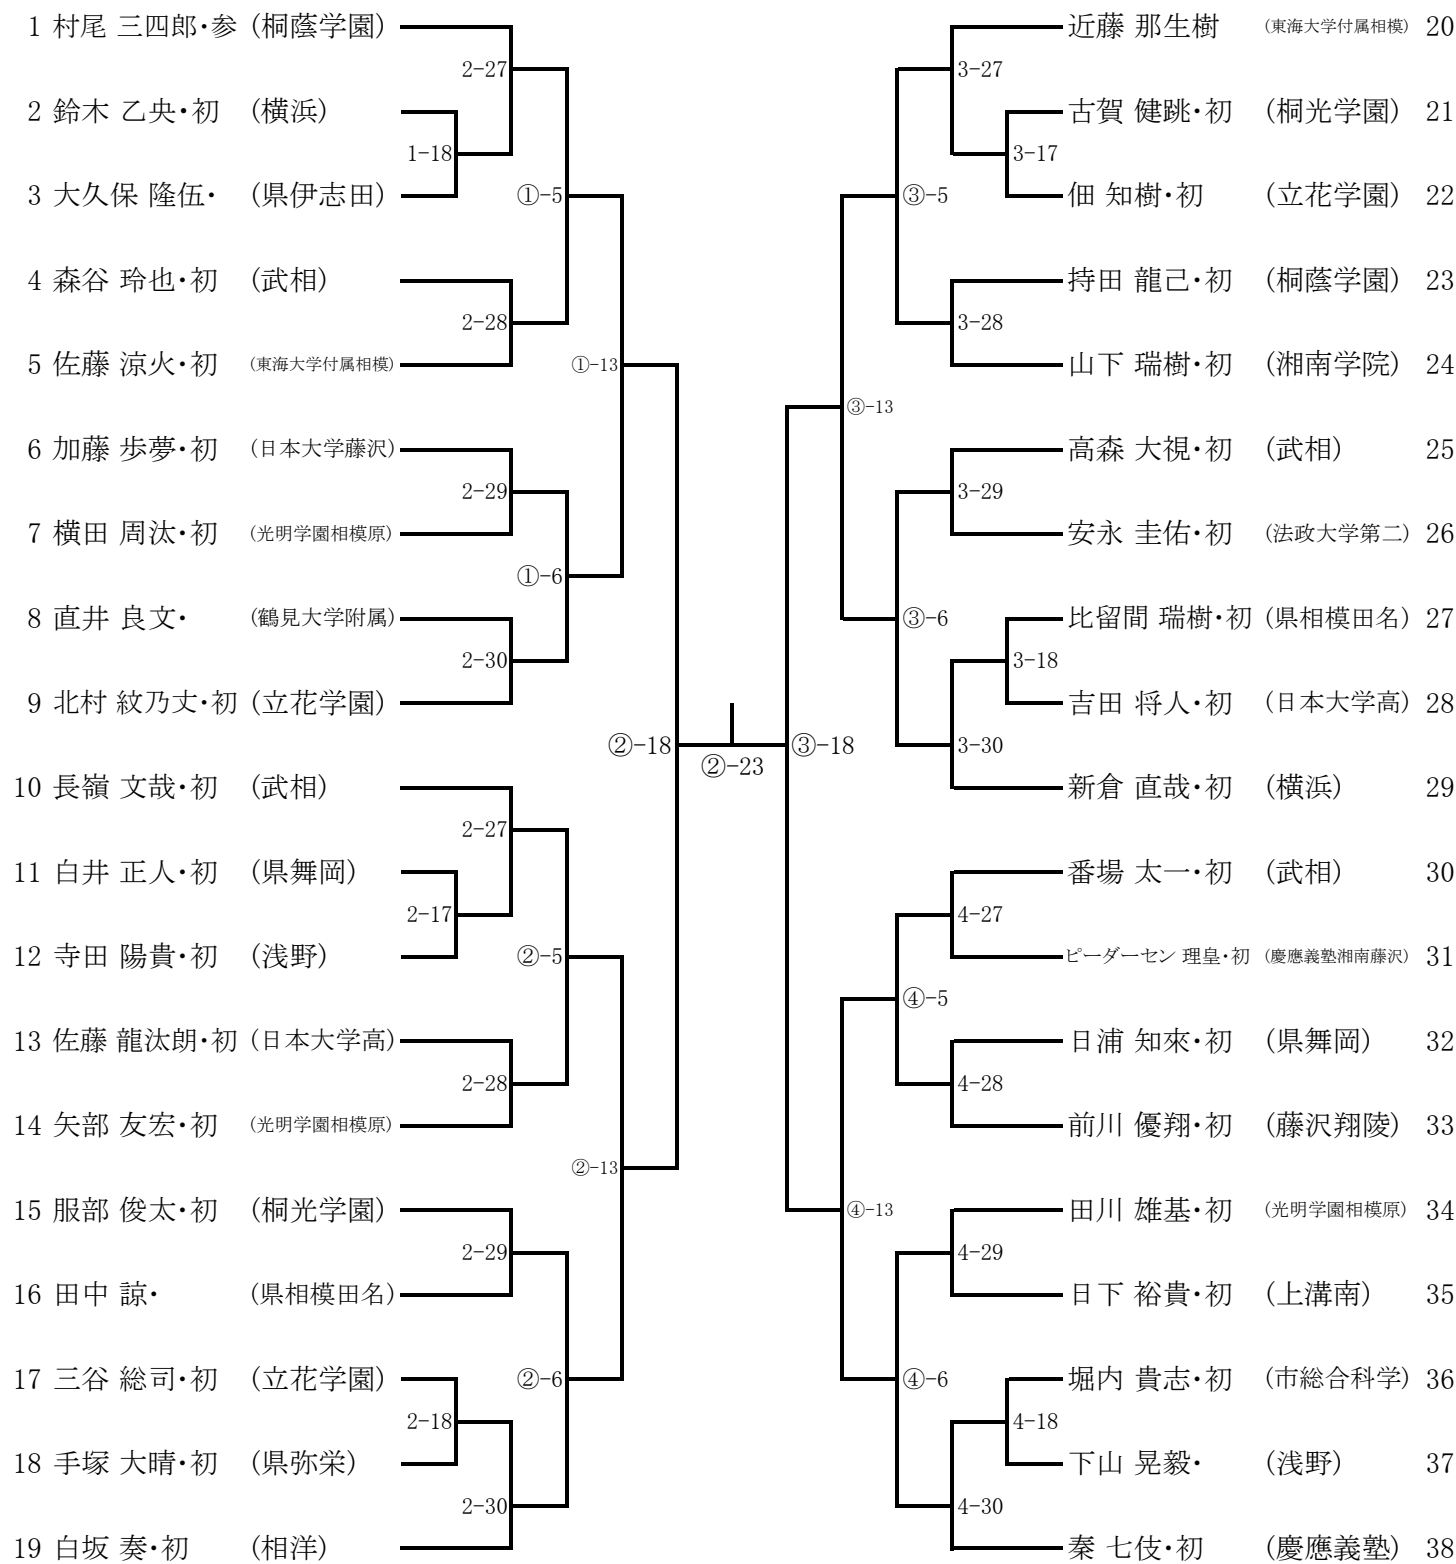 1 村尾 三四郎・参 (桐蔭学園)
2-27
2 鈴木 乙央・初 (横浜)
1-18
3 大久保 隆伍・ (県伊志田)
①-5
4 森谷 玲也・初 (武相)
2-28
5 佐藤 涼火・初 (東海大学付属相模)
①-13
6 加藤 歩夢・初 (日本大学藤沢)
2-29
7 横田 周汰・初 (光明学園相模原)
①-6
8 直井 良文・ (鶴見大学附属)
2-30
9 北村 紋乃丈・初 (立花学園)
②-18
10 長嶺 文哉・初 (武相)
2-27
11 白井 正人・初 (県舞岡)
2-17
12 寺田 陽貴・初 (浅野)
②-5
13 佐藤 龍汰朗・初 (日本大学高)
2-28
14 矢部 友宏・初 (光明学園相模原)
②-13
15 服部 俊太・初 (桐光学園)
2-29
16 田中 諒・ (県相模田名)
17 三谷 総司・初 (立花学園)
②-6
2-18
18 手塚 大晴・初 (県弥栄)
2-30
19 白坂 奏・初 (相洋)
②-23
近藤 那生樹 (東海大学付属相模) 20
3-27
古賀 健跳・初 (桐光学園) 21
3-17
佃 知樹・初 (立花学園) 22
③-5
持田 龍己・初 (桐蔭学園) 23
3-28
山下 瑞樹・初 (湘南学院) 24
③-13
高森 大視・初 (武相) 25
3-29
安永 圭佑・初 (法政大学第二) 26
③-6
比留間 瑞樹・初 (県相模田名) 27
3-18
吉田 将人・初 (日本大学高) 28
③-18
3-30
新倉 直哉・初 (横浜) 29
番場 太一・初 (武相) 30
4-27
ピーダーセン 理皇・初 (慶應義塾湘南藤沢) 31
④-5
日浦 知來・初 (県舞岡) 32
4-28
前川 優翔・初 (藤沢翔陵) 33
④-13
田川 雄基・初 (光明学園相模原) 34
4-29
日下 裕貴・初 (上溝南) 35
④-6
堀内 貴志・初 (市総合科学) 36
4-18
下山 晃毅・ (浅野) 37
4-30
秦 七伎・初 (慶應義塾) 38